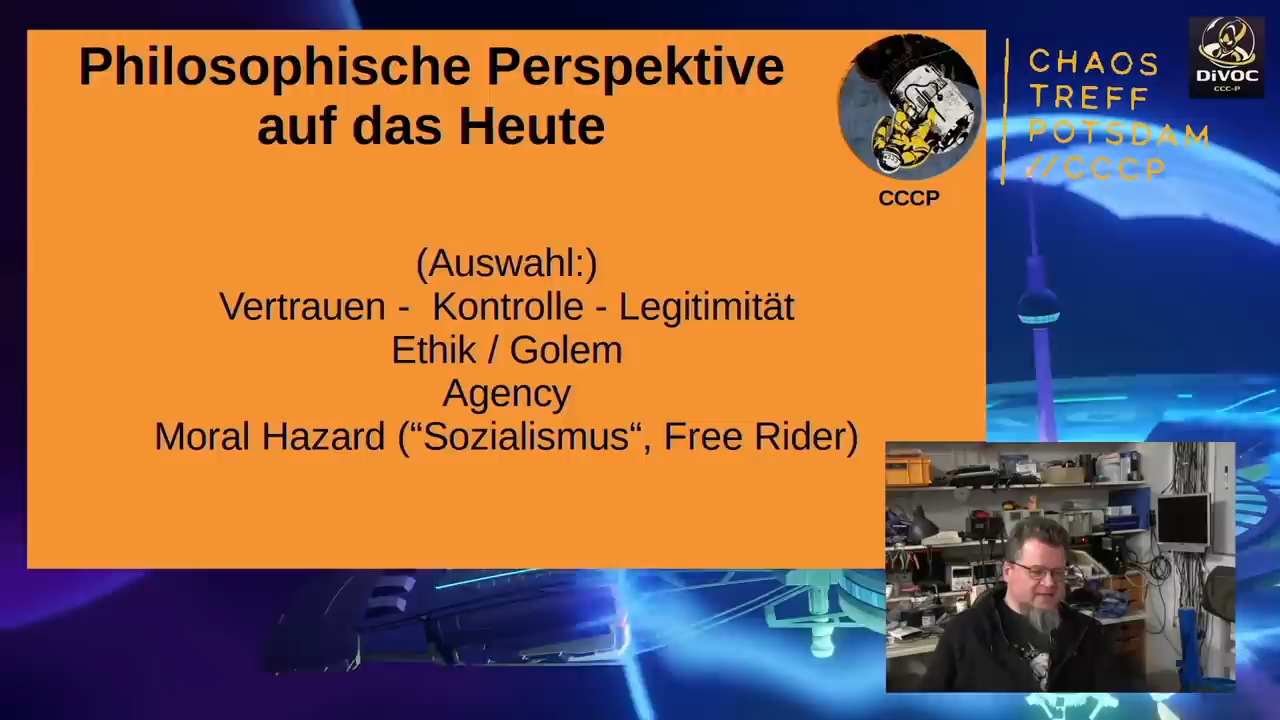 Philosophische Perspektive
auf das Heute
CCCP
(Auswahl:)
Vertrauen -  Kontrolle - Legitimität
Ethik / Golem
Agency
Moral Hazard (“Sozialismus“, Free Rider)
CHAOS
TREFF
POTSDAM
//CCCP
DiVOC
CCC-P